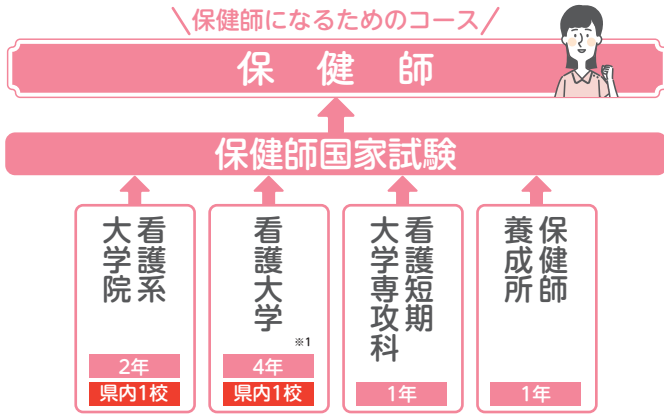 保健師になるためのコース
保健師
保健師国家試験
看護系
大学院
2年
県内1校
看護大学
※1
4年
県内1校
看護短期
大学専攻科
1年
保健師
養成所
1年